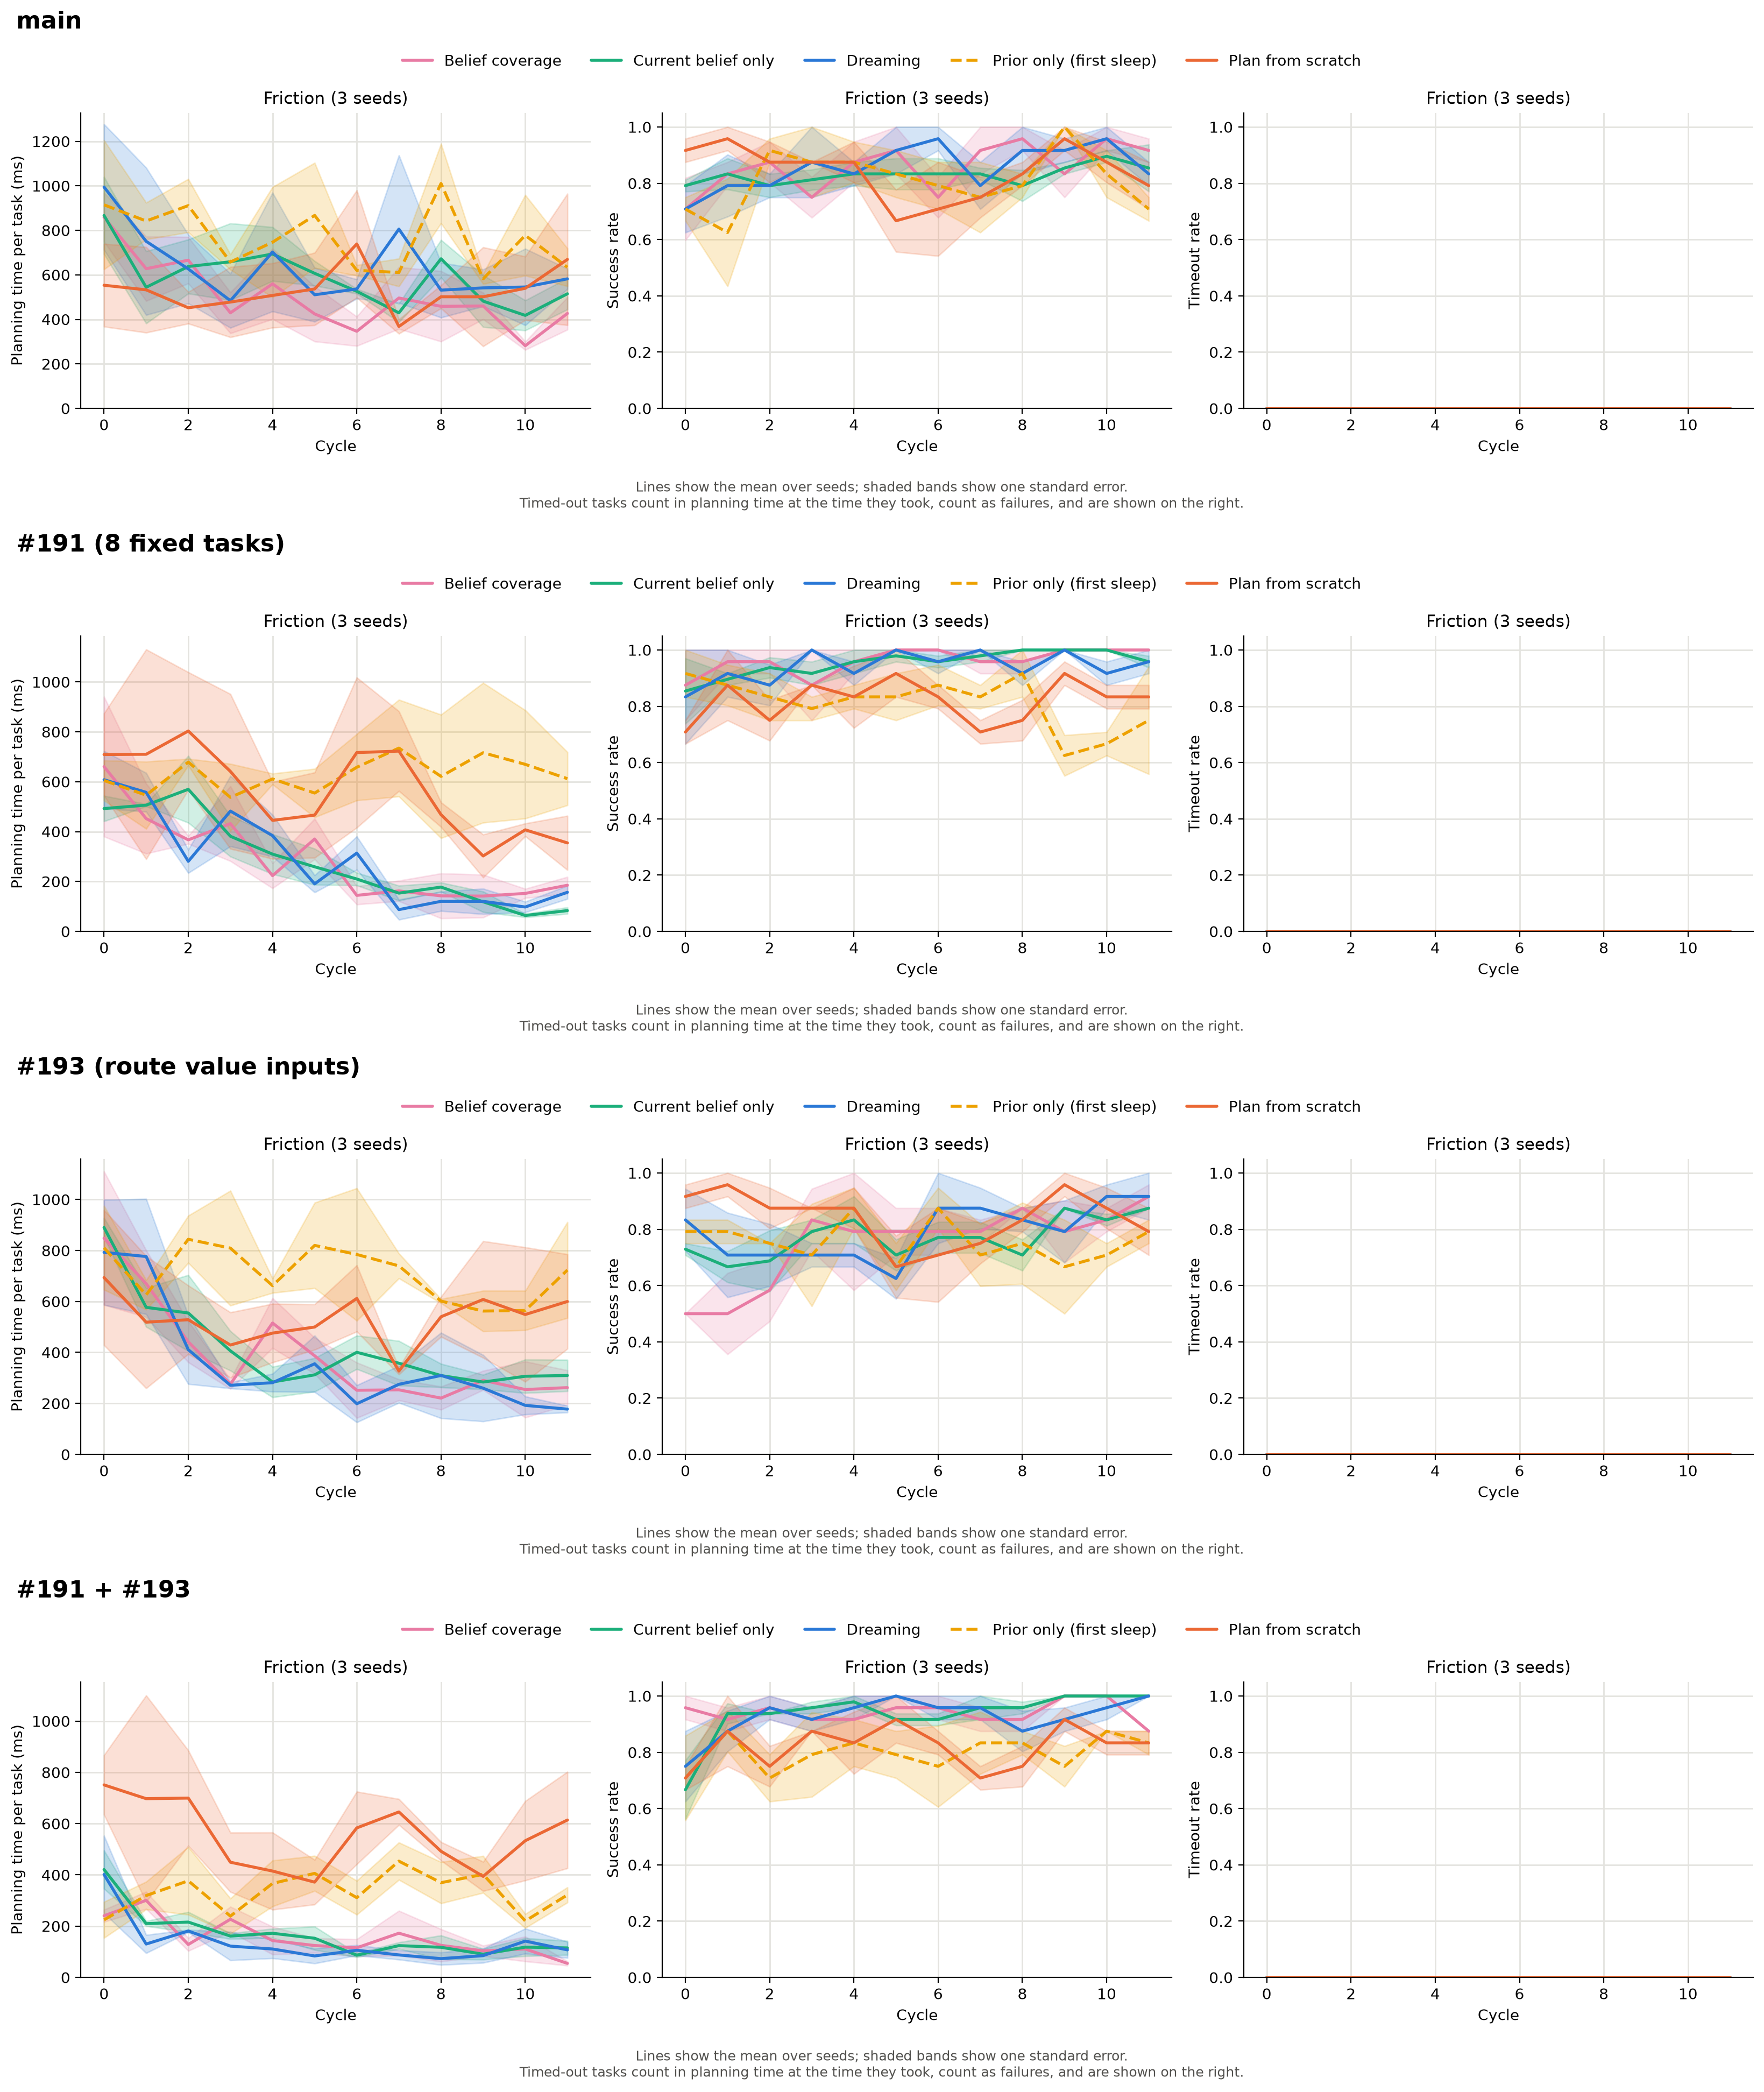 main
Belief coverage Current belief only Dreaming Prior only (first sleep) Plan from scratch
Friction (3 seeds) Friction (3 seeds) Friction (3 seeds)
Planning time per task (ms)
1200
1000
800
600
400
200
0
0 2 4 6 8 10
Cycle
Success rate
1.0
0.8
0.6
0.4
0.2
0.0
0 2 4 6 8 10
Cycle
Timeout rate
1.0
0.8
0.6
0.4
0.2
0.0
0 2 4 6 8 10
Cycle
Lines show the mean over seeds; shaded bands show one standard error.
Timed-out tasks count in planning time at the time they took, count as failures, and are shown on the right.
#191 (8 fixed tasks)
Belief coverage Current belief only Dreaming Prior only (first sleep) Plan from scratch
Friction (3 seeds) Friction (3 seeds) Friction (3 seeds)
Planning time per task (ms)
1000
800
600
400
200
0
0 2 4 6 8 10
Cycle
Success rate
1.0
0.8
0.6
0.4
0.2
0.0
0 2 4 6 8 10
Cycle
Timeout rate
1.0
0.8
0.6
0.4
0.2
0.0
0 2 4 6 8 10
Cycle
Lines show the mean over seeds; shaded bands show one standard error.
Timed-out tasks count in planning time at the time they took, count as failures, and are shown on the right.
#193 (route value inputs)
Belief coverage Current belief only Dreaming Prior only (first sleep) Plan from scratch
Friction (3 seeds) Friction (3 seeds) Friction (3 seeds)
Planning time per task (ms)
1000
800
600
400
200
0
0 2 4 6 8 10
Cycle
Success rate
1.0
0.8
0.6
0.4
0.2
0.0
0 2 4 6 8 10
Cycle
Timeout rate
1.0
0.8
0.6
0.4
0.2
0.0
0 2 4 6 8 10
Cycle
Lines show the mean over seeds; shaded bands show one standard error.
Timed-out tasks count in planning time at the time they took, count as failures, and are shown on the right.
#191 + #193
Belief coverage Current belief only Dreaming Prior only (first sleep) Plan from scratch
Friction (3 seeds) Friction (3 seeds) Friction (3 seeds)
Planning time per task (ms)
1000
800
600
400
200
0
0 2 4 6 8 10
Cycle
Success rate
1.0
0.8
0.6
0.4
0.2
0.0
0 2 4 6 8 10
Cycle
Timeout rate
1.0
0.8
0.6
0.4
0.2
0.0
0 2 4 6 8 10
Cycle
Lines show the mean over seeds; shaded bands show one standard error.
Timed-out tasks count in planning time at the time they took, count as failures, and are shown on the right.